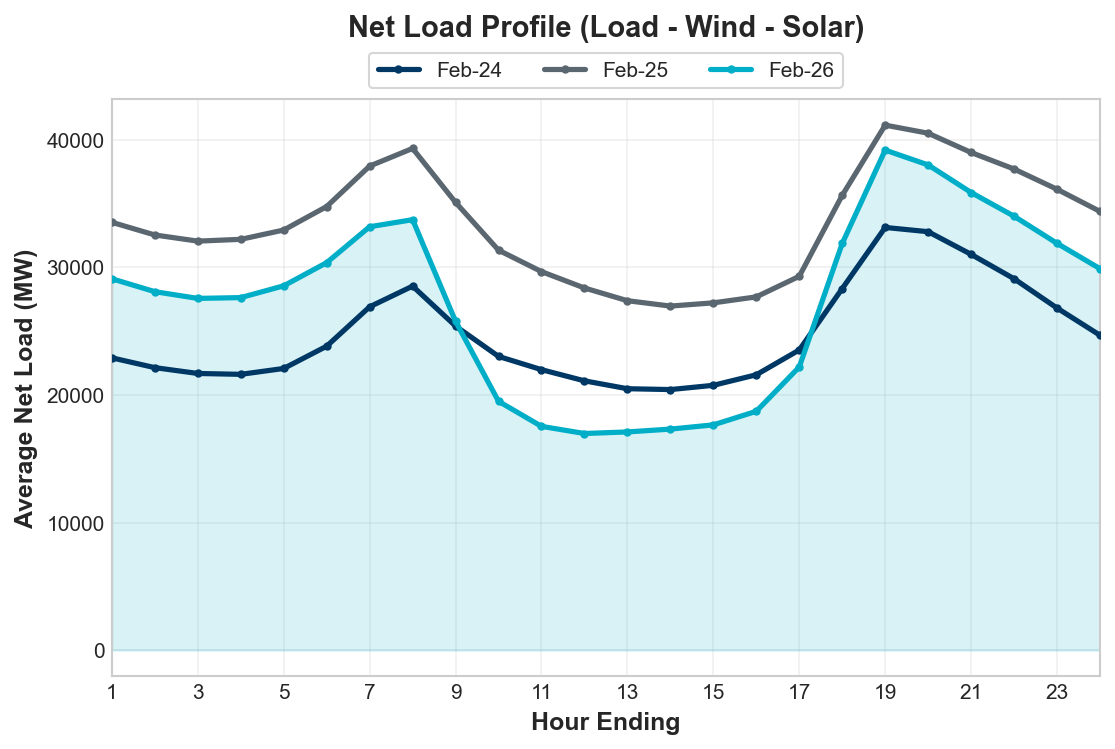 Net Load Profile (Load - Wind - Solar)
Feb-24 Feb-25 Feb-26
Average Net Load (MW)
40000
30000
20000
10000
0
1 3 5 7 9 11 13 15 17 19 21 23
Hour Ending